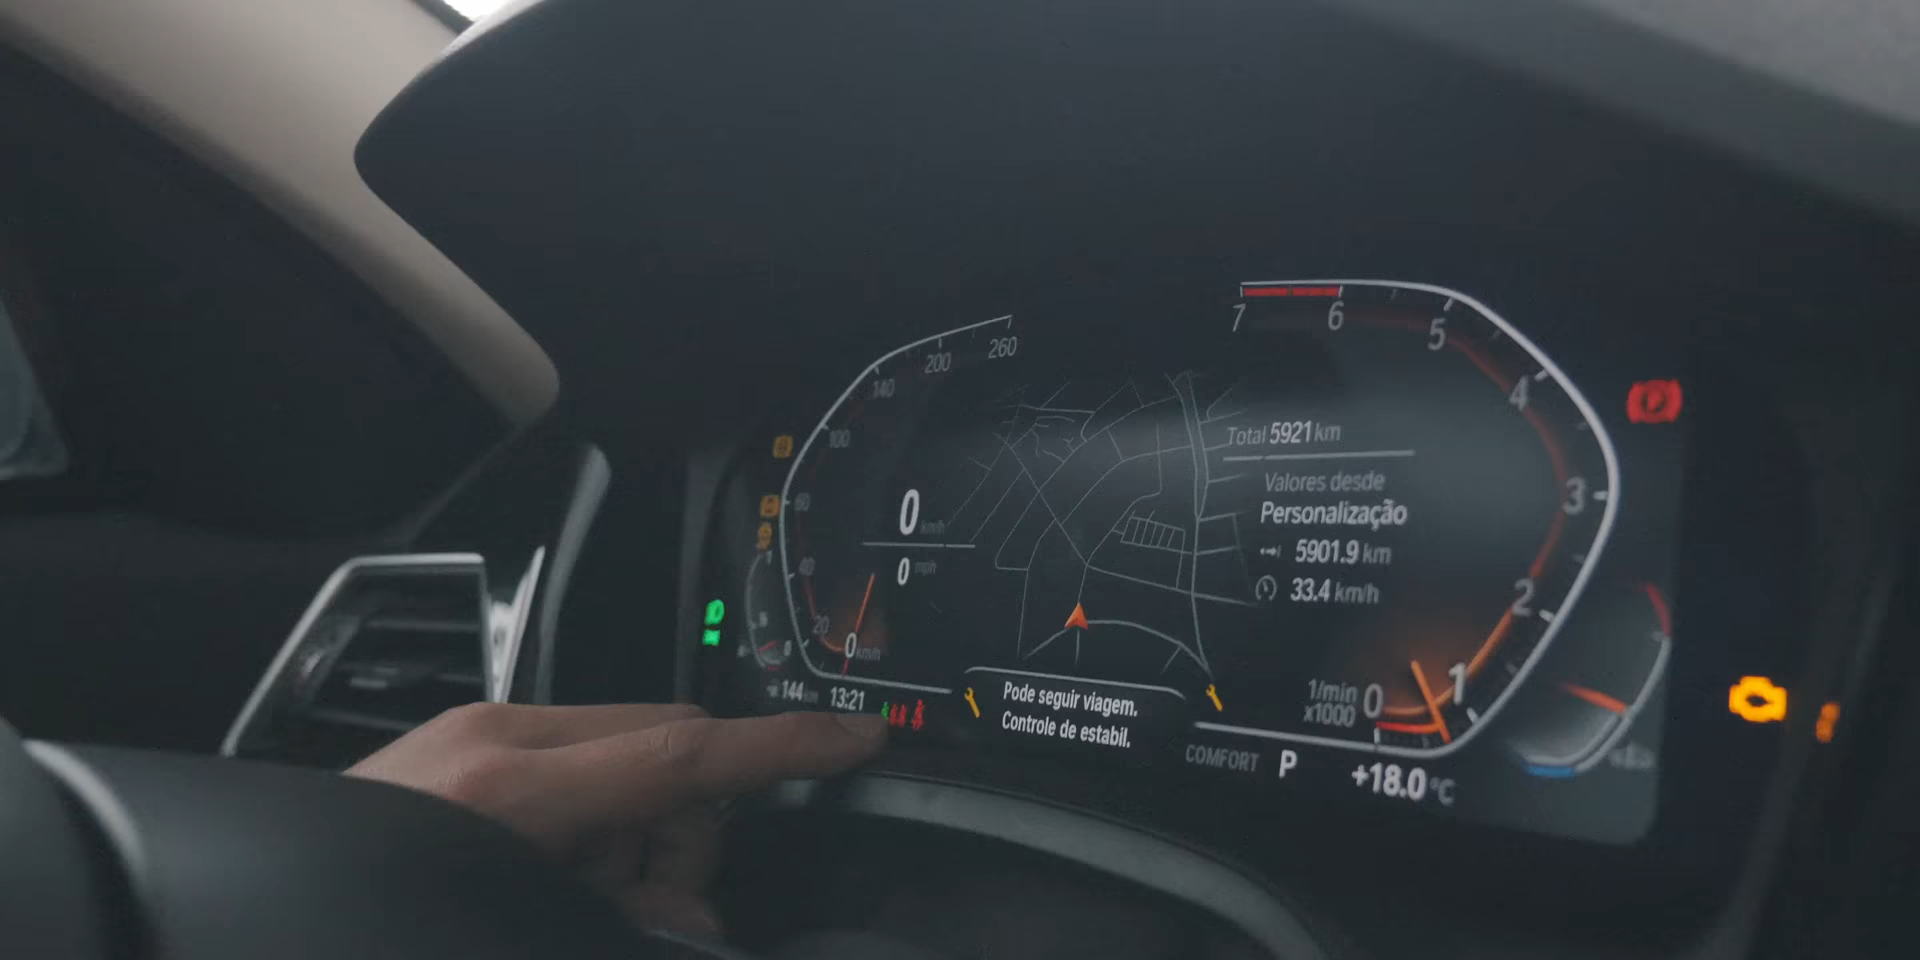 260
200
140
100
60
40
20
0 km/h
0 km/h
0 mph
144 km
13:21
Pode seguir viagem.
Controle de estabil.
Total 5921 km
Valores desde
Personalização
5901.9 km
33.4 km/h
7
6
5
4
3
2
1
0
1/min
x1000
COMFORT P +18.0 °C
P